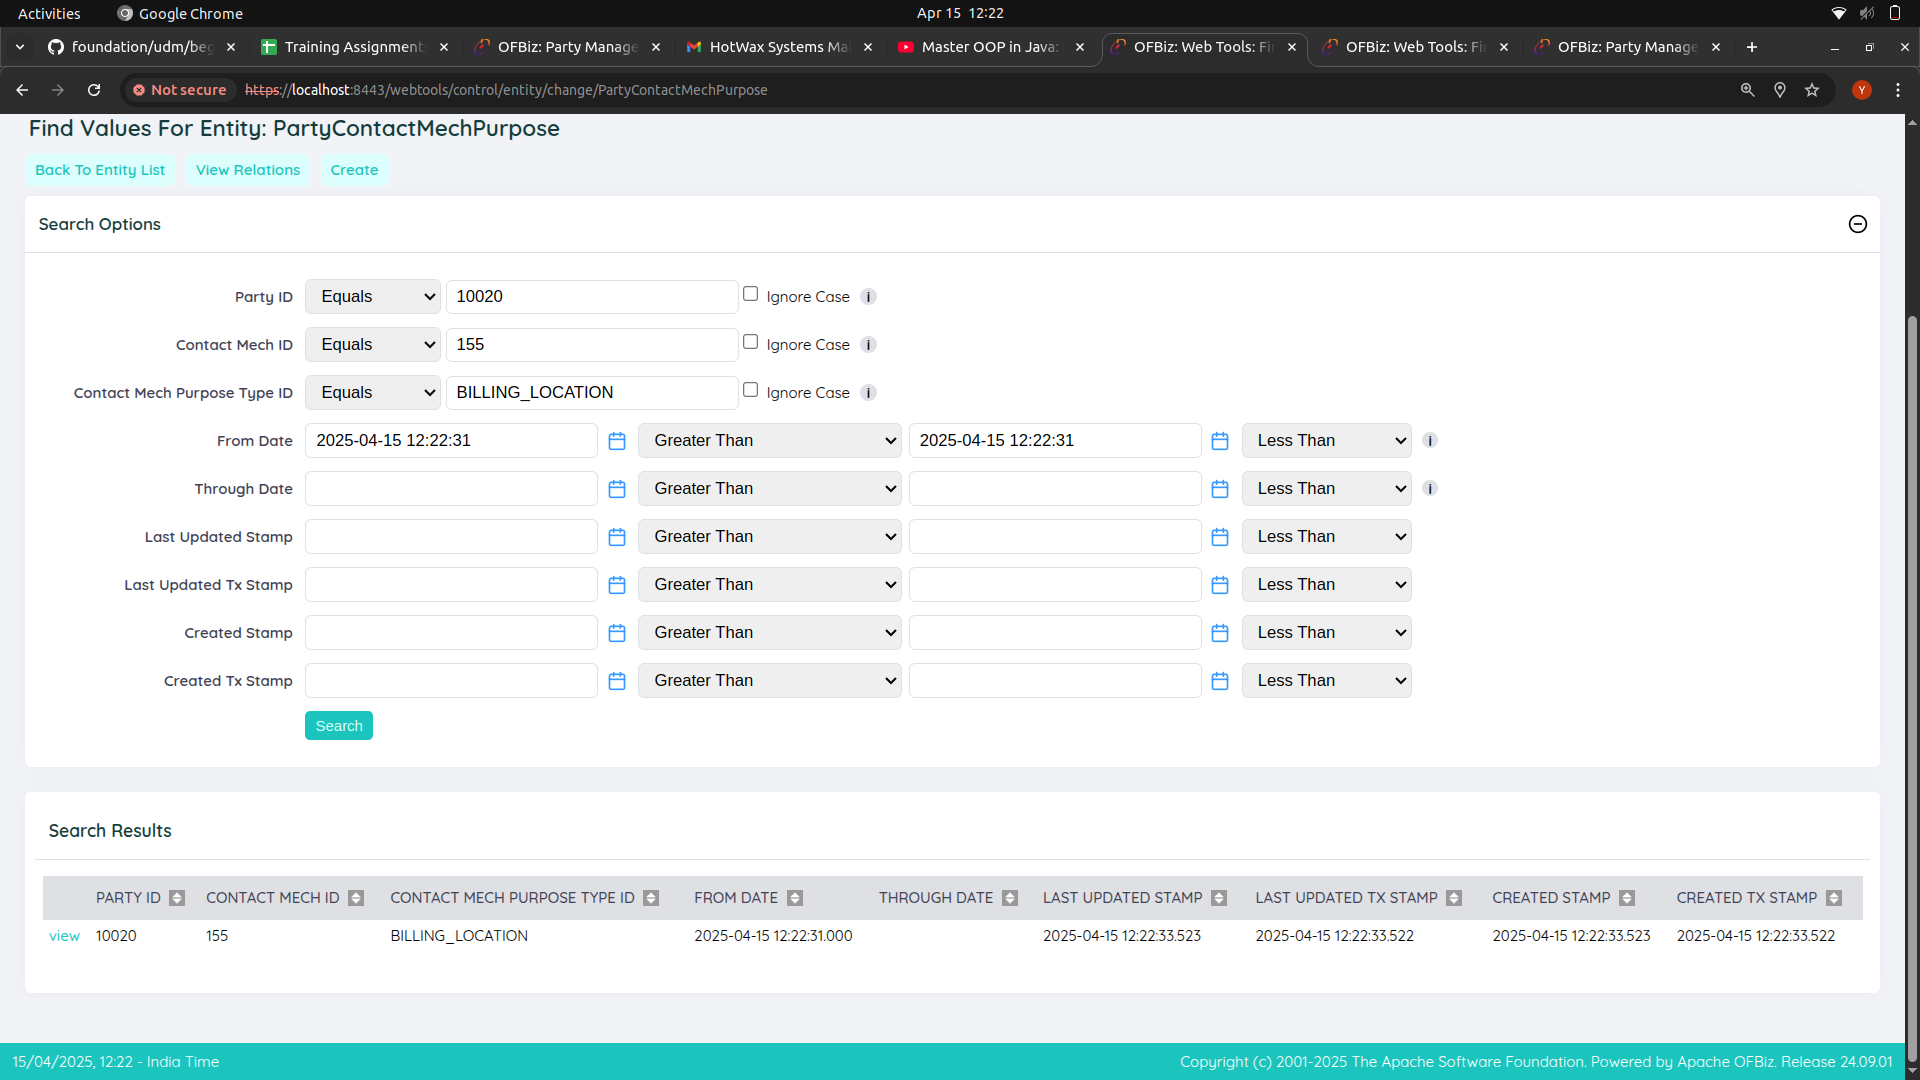 Activities Google Chrome Apr 15 12:22
foundation/udm/beg Training Assignment OFBiz: Party Manage HotWax Systems Mai Master OOP in Java: OFBiz: Web Tools: Fin OFBiz: Web Tools: Fin OFBiz: Party Manage
Not secure https://localhost:8443/webtools/control/entity/change/PartyContactMechPurpose Y
Find Values For Entity: PartyContactMechPurpose
Back To Entity List View Relations Create
Search Options
Party ID Equals 10020 Ignore Case i
Contact Mech ID Equals 155 Ignore Case i
Contact Mech Purpose Type ID Equals BILLING_LOCATION Ignore Case i
From Date 2025-04-15 12:22:31 Greater Than 2025-04-15 12:22:31 Less Than i
Through Date Greater Than Less Than i
Last Updated Stamp Greater Than Less Than
Last Updated Tx Stamp Greater Than Less Than
Created Stamp Greater Than Less Than
Created Tx Stamp Greater Than Less Than
Search
Search Results
PARTY ID CONTACT MECH ID CONTACT MECH PURPOSE TYPE ID FROM DATE THROUGH DATE LAST UPDATED STAMP LAST UPDATED TX STAMP CREATED STAMP CREATED TX STAMP
view 10020 155 BILLING_LOCATION 2025-04-15 12:22:31.000 2025-04-15 12:22:33.523 2025-04-15 12:22:33.522 2025-04-15 12:22:33.523 2025-04-15 12:22:33.522
15/04/2025, 12:22 - India Time Copyright (c) 2001-2025 The Apache Software Foundation. Powered by Apache OFBiz. Release 24.09.01